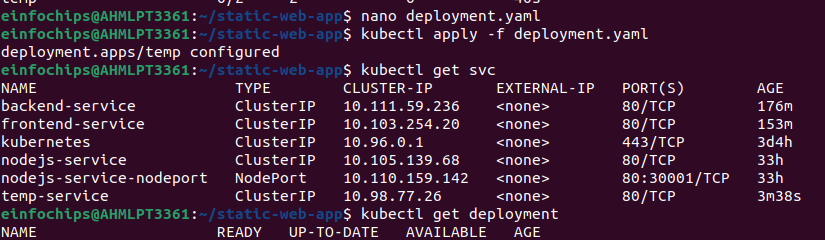 temp 0/2 2 0 40s
einfochips@AHMLPT3361:~/static-web-app$ nano deployment.yaml
einfochips@AHMLPT3361:~/static-web-app$ kubectl apply -f deployment.yaml
deployment.apps/temp configured
einfochips@AHMLPT3361:~/static-web-app$ kubectl get svc
NAME TYPE CLUSTER-IP EXTERNAL-IP PORT(S) AGE
backend-service ClusterIP 10.111.59.236 <none> 80/TCP 176m
frontend-service ClusterIP 10.103.254.20 <none> 80/TCP 153m
kubernetes ClusterIP 10.96.0.1 <none> 443/TCP 3d4h
nodejs-service ClusterIP 10.105.139.68 <none> 80/TCP 33h
nodejs-service-nodeport NodePort 10.110.159.142 <none> 80:30001/TCP 33h
temp-service ClusterIP 10.98.77.26 <none> 80/TCP 3m38s
einfochips@AHMLPT3361:~/static-web-app$ kubectl get deployment
NAME READY UP-TO-DATE AVAILABLE AGE